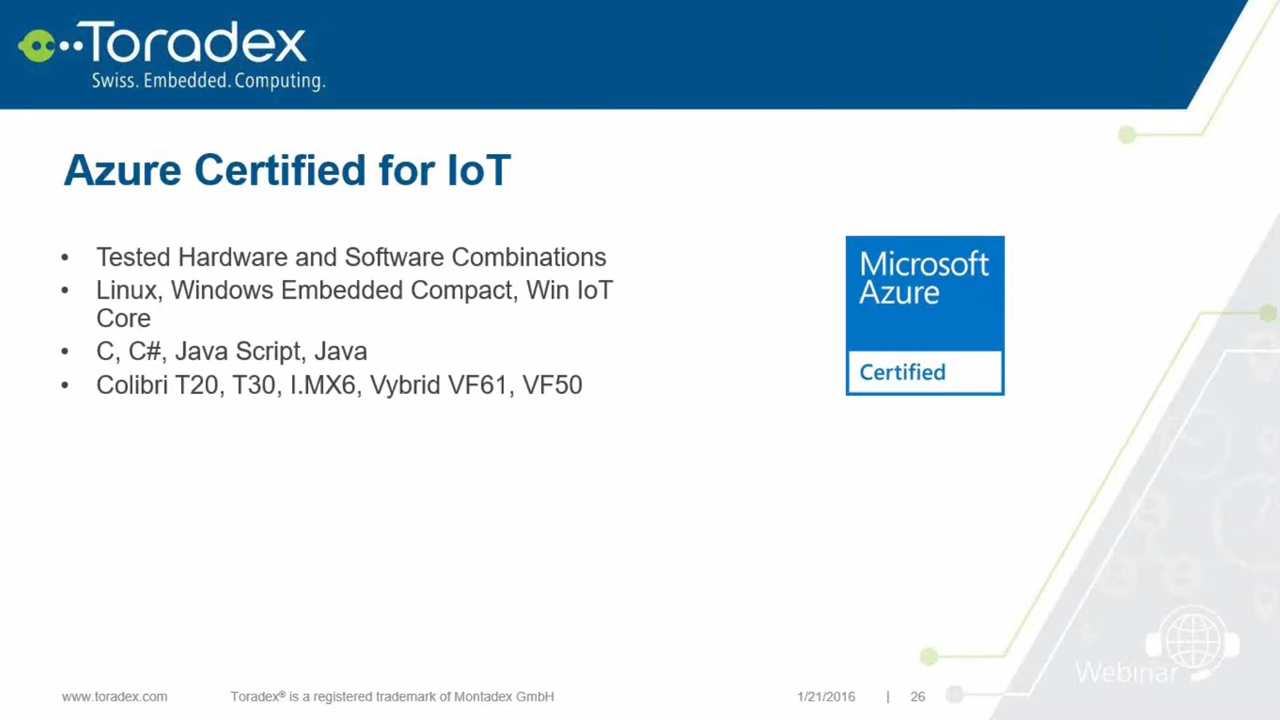 Toradex
Swiss. Embedded. Computing.
Azure Certified for IoT
• Tested Hardware and Software Combinations
• Linux, Windows Embedded Compact, Win IoT
Core
• C, C#, Java Script, Java
• Colibri T20, T30, I.MX6, Vybrid VF61, VF50
Microsoft
Azure
Certified
Webinar
www.toradex.com
Toradex® is a registered trademark of Montadex GmbH
1/21/2016 | 26